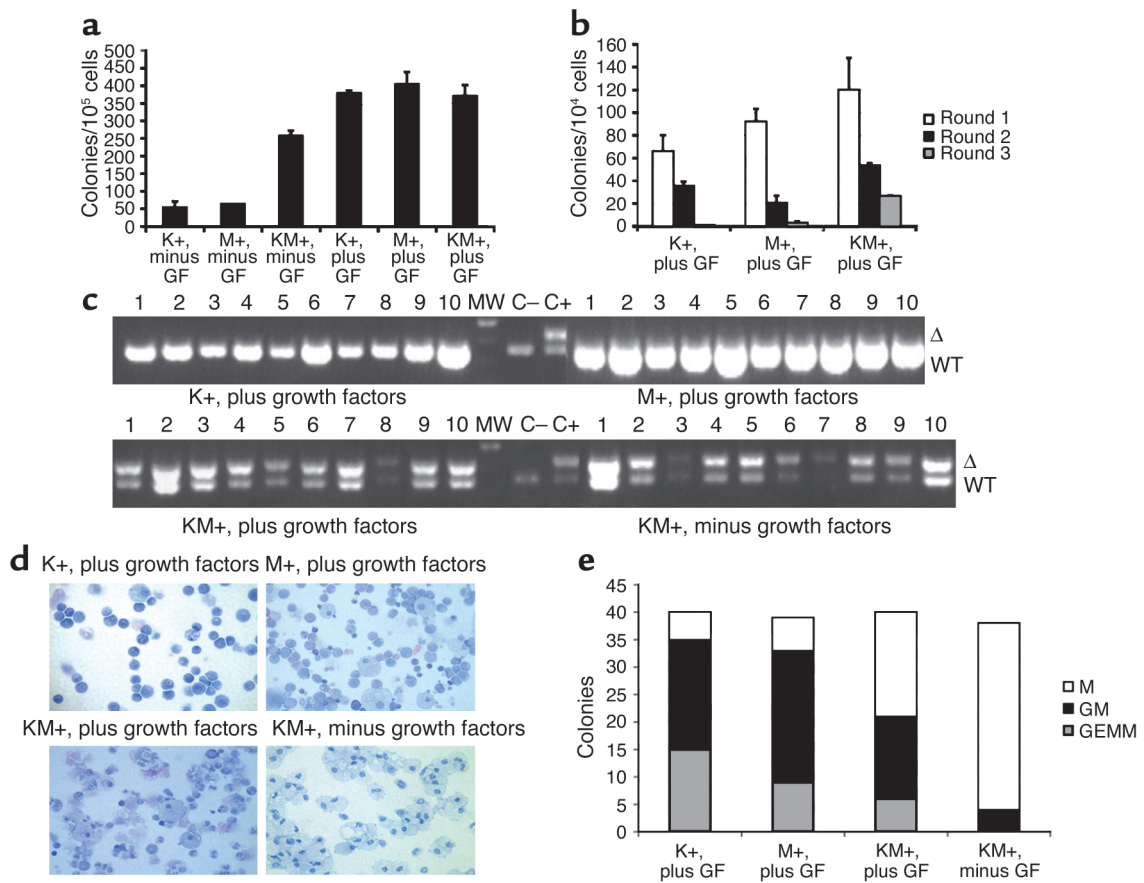 a
500
450
400
350
300
250
200
150
100
50
0
Colonies/10⁵ cells
K+, minus GF
M+, minus GF
KM+, minus GF
K+, plus GF
M+, plus GF
KM+, plus GF
b
160
140
120
100
80
60
40
20
0
Colonies/10⁴ cells
K+, plus GF
M+, plus GF
KM+, plus GF
Round 1
Round 2
Round 3
c
1 2 3 4 5 6 7 8 9 10 MW C– C+ 1 2 3 4 5 6 7 8 9 10
Δ
WT
K+, plus growth factors M+, plus growth factors
1 2 3 4 5 6 7 8 9 10 MW C– C+ 1 2 3 4 5 6 7 8 9 10
Δ
WT
KM+, plus growth factors KM+, minus growth factors
d
K+, plus growth factors M+, plus growth factors
KM+, plus growth factors KM+, minus growth factors
e
45
40
35
30
25
20
15
10
5
0
Colonies
K+, plus GF
M+, plus GF
KM+, plus GF
KM+, minus GF
M
GM
GEMM